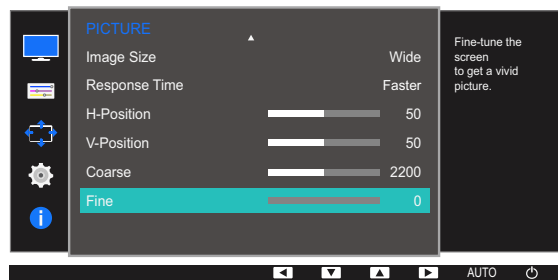 PICTURE
Image Size Wide
Response Time Faster
H-Position 50
V-Position 50
Coarse 2200
Fine 0
Fine-tune the
screen
to get a vivid
picture.
AUTO